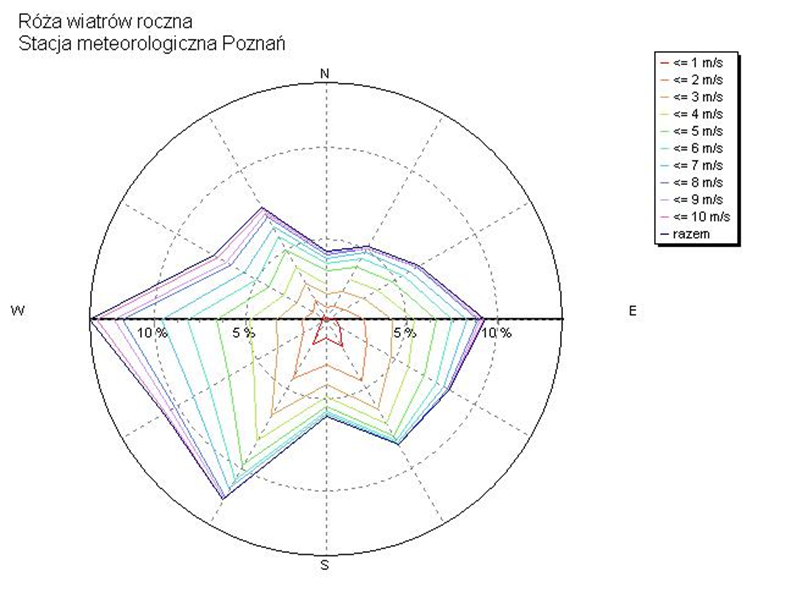 Róża wiatrów roczna
Stacja meteorologiczna Poznań
N
<= 1 m/s
<= 2 m/s
<= 3 m/s
<= 4 m/s
<= 5 m/s
<= 6 m/s
<= 7 m/s
<= 8 m/s
<= 9 m/s
<= 10 m/s
razem
W
E
10 %
5 %
5 %
10 %
S